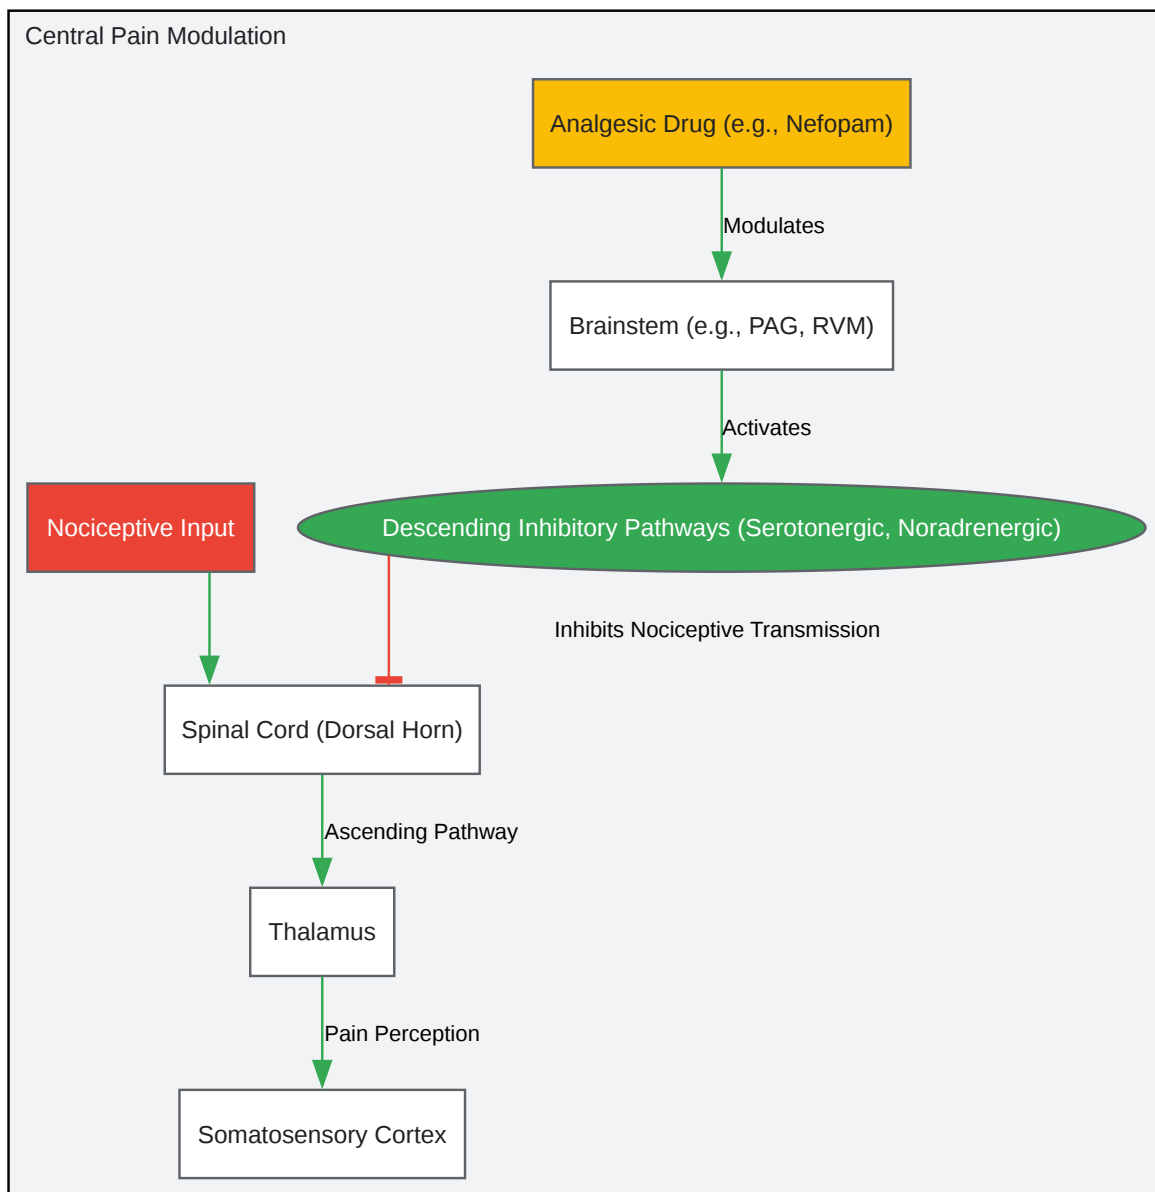 Central Pain Modulation
Analgesic Drug (e.g., Nefopam)
Modulates
Brainstem (e.g., PAG, RVM)
Activates
Nociceptive Input
Descending Inhibitory Pathways (Serotonergic, Noradrenergic)
Inhibits Nociceptive Transmission
Spinal Cord (Dorsal Horn)
Ascending Pathway
Thalamus
Pain Perception
Somatosensory Cortex